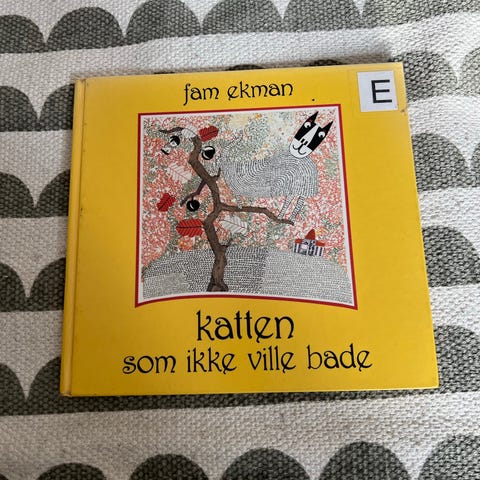 fam ekman
E
katten
som ikke ville bade